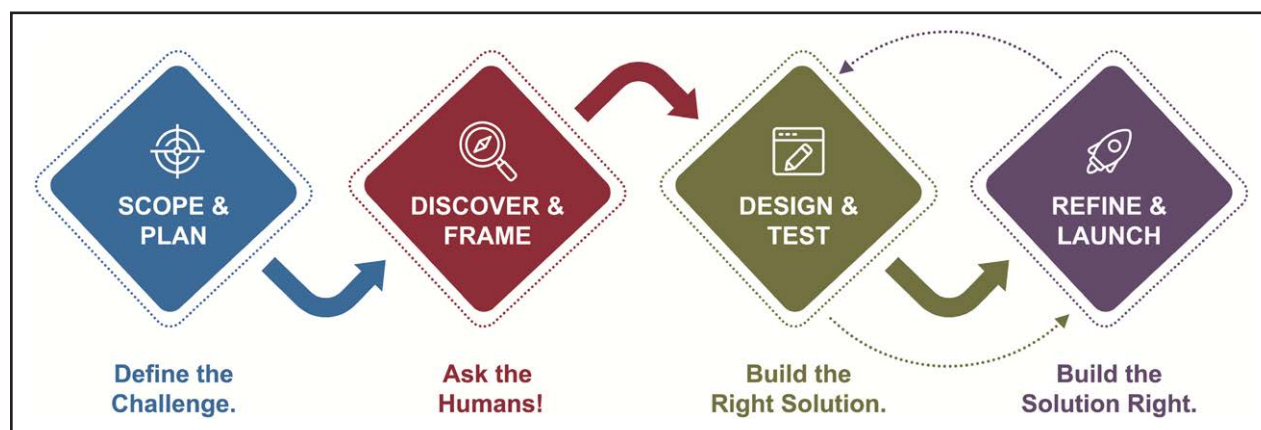 SCOPE &
PLAN
DISCOVER &
FRAME
DESIGN &
TEST
REFINE &
LAUNCH
Define the
Challenge.
Ask the
Humans!
Build the
Right Solution.
Build the
Solution Right.